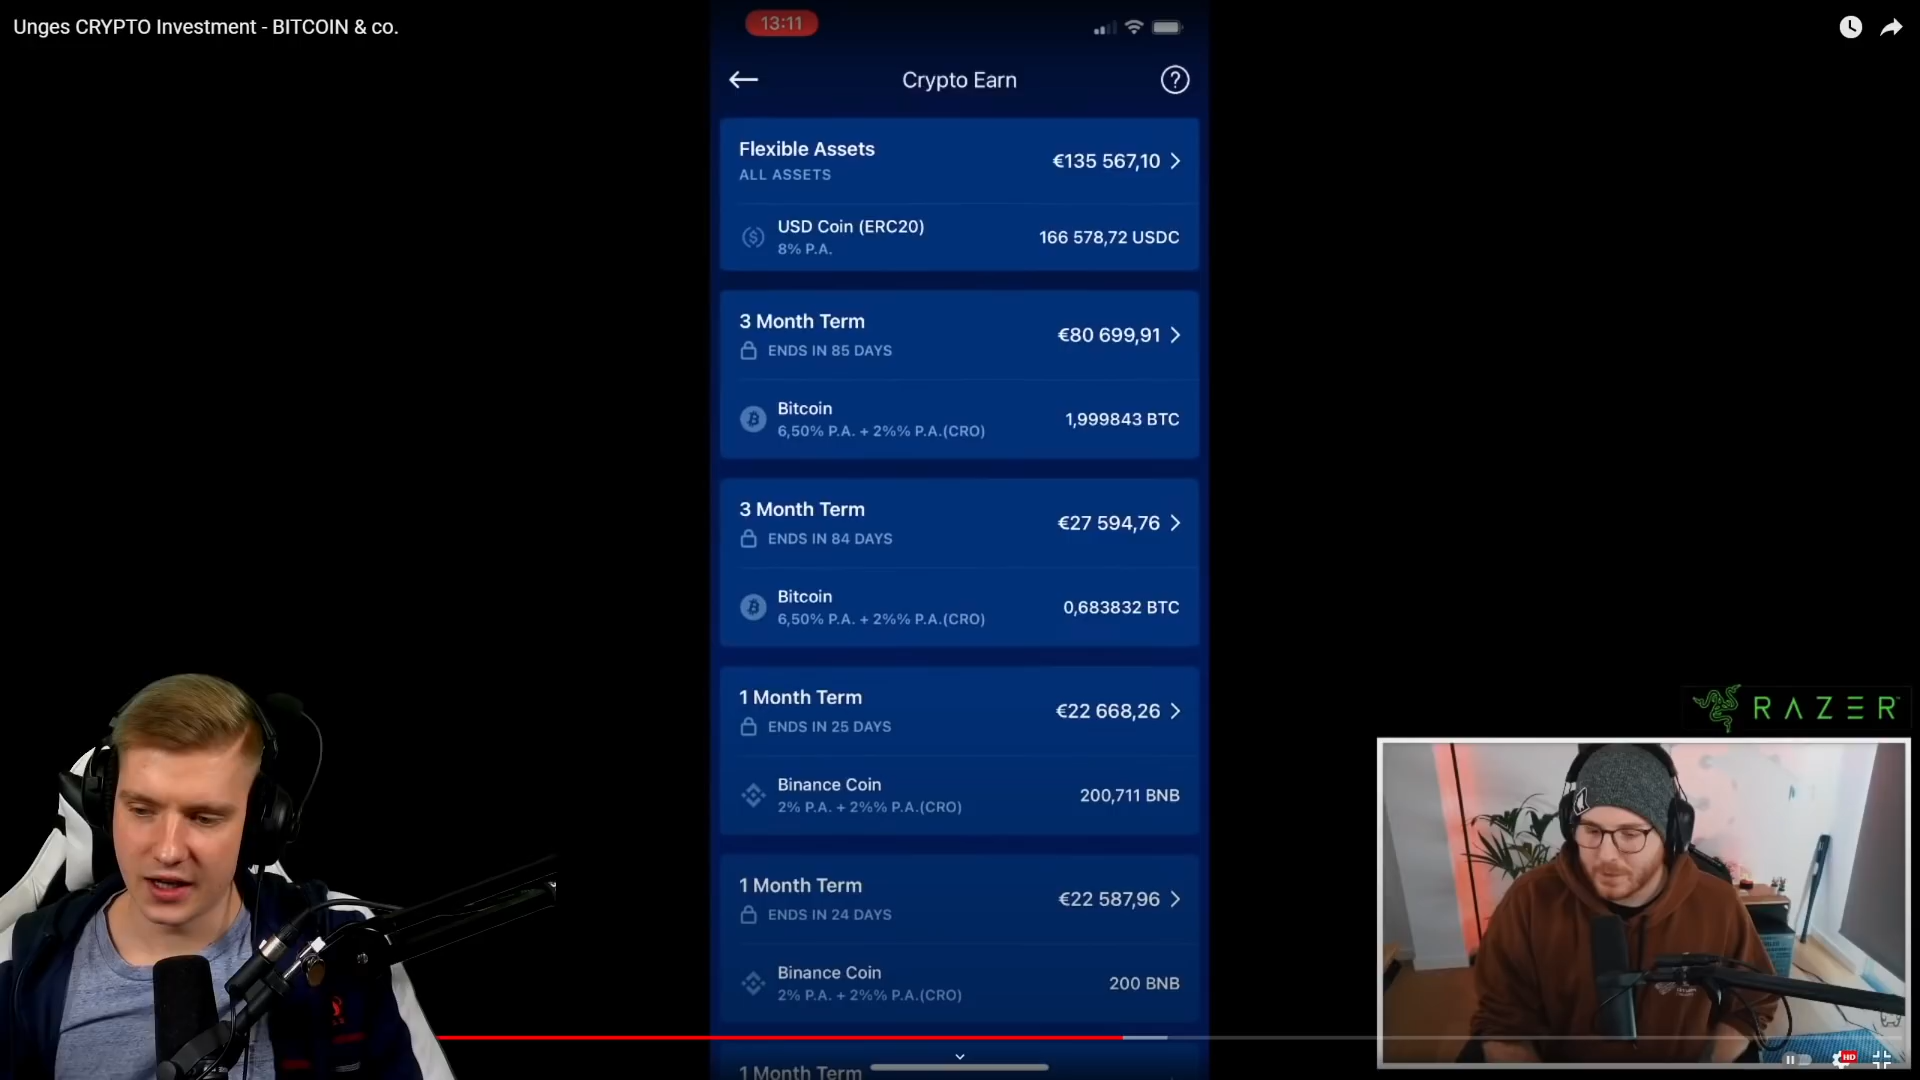 Unges CRYPTO Investment - BITCOIN & co.
13:11
Crypto Earn
?
Flexible Assets
€135 567,10
ALL ASSETS
USD Coin (ERC20)
166 578,72 USDC
8% P.A.
3 Month Term
€80 699,91
ENDS IN 85 DAYS
Bitcoin
1,999843 BTC
6,50% P.A. + 2%% P.A.(CRO)
3 Month Term
€27 594,76
ENDS IN 84 DAYS
Bitcoin
0,683832 BTC
6,50% P.A. + 2%% P.A.(CRO)
1 Month Term
€22 668,26
ENDS IN 25 DAYS
RAZER
Binance Coin
200,711 BNB
2% P.A. + 2%% P.A.(CRO)
1 Month Term
€22 587,96
ENDS IN 24 DAYS
Binance Coin
200 BNB
2% P.A. + 2%% P.A.(CRO)
HD
1 Month Term